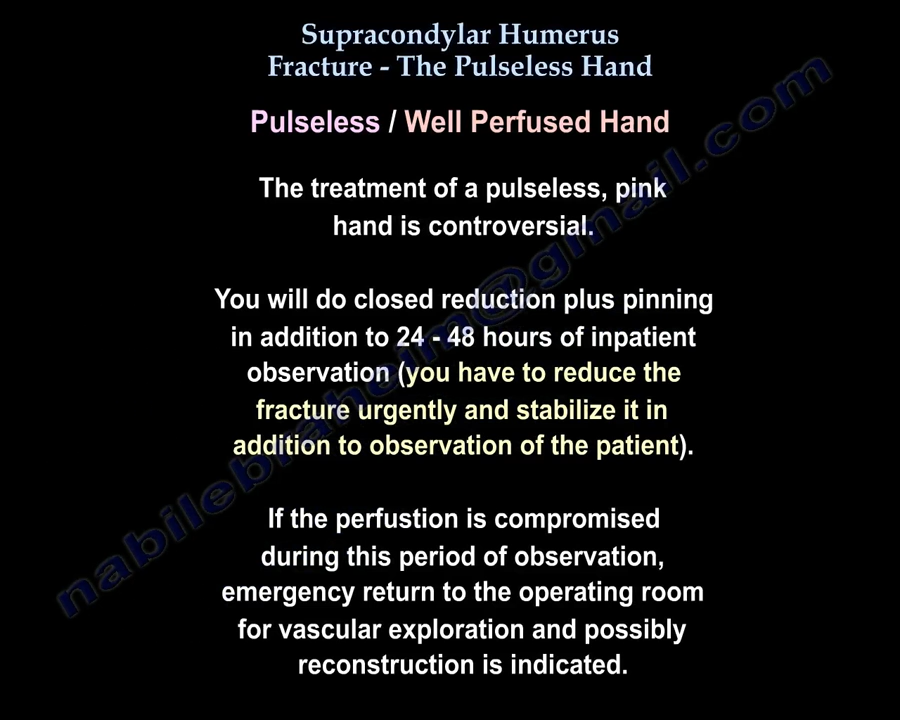 Supracondylar Humerus
Fracture - The Pulseless Hand
Pulseless / Well Perfused Hand
The treatment of a pulseless, pink
hand is controversial.
You will do closed reduction plus pinning
in addition to 24 - 48 hours of inpatient
observation (you have to reduce the
fracture urgently and stabilize it in
addition to observation of the patient).
If the perfustion is compromised
during this period of observation,
emergency return to the operating room
for vascular exploration and possibly
reconstruction is indicated.
nabilebraheim@gmail.com